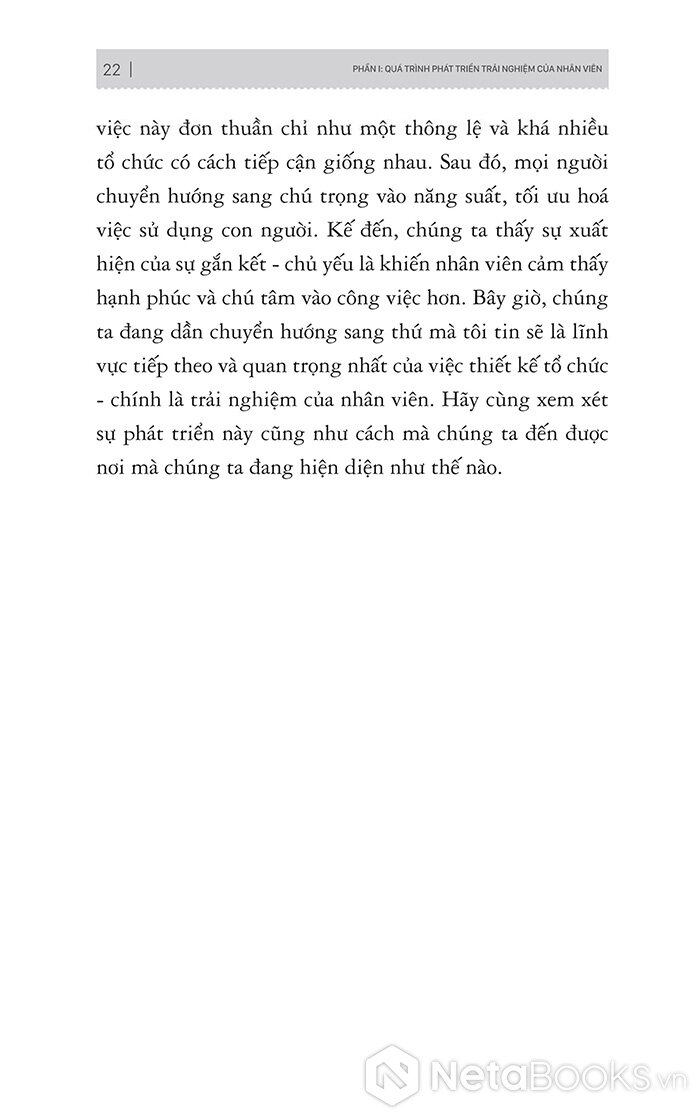 22 | PHẦN I: QUÁ TRÌNH PHÁT TRIỂN TRẢI NGHIỆM CỦA NHÂN VIÊN
việc này đơn thuần chỉ như một thông lệ và khá nhiều
tổ chức có cách tiếp cận giống nhau. Sau đó, mọi người
chuyển hướng sang chú trọng vào năng suất, tối ưu hoá
việc sử dụng con người. Kế đến, chúng ta thấy sự xuất
hiện của sự gắn kết - chủ yếu là khiến nhân viên cảm thấy
hạnh phúc và chú tâm vào công việc hơn. Bây giờ, chúng
ta đang dần chuyển hướng sang thứ mà tôi tin sẽ là lĩnh
vực tiếp theo và quan trọng nhất của việc thiết kế tổ chức
- chính là trải nghiệm của nhân viên. Hãy cùng xem xét
sự phát triển này cũng như cách mà chúng ta đến được
nơi mà chúng ta đang hiện diện như thế nào.
N NetaBooks.vn